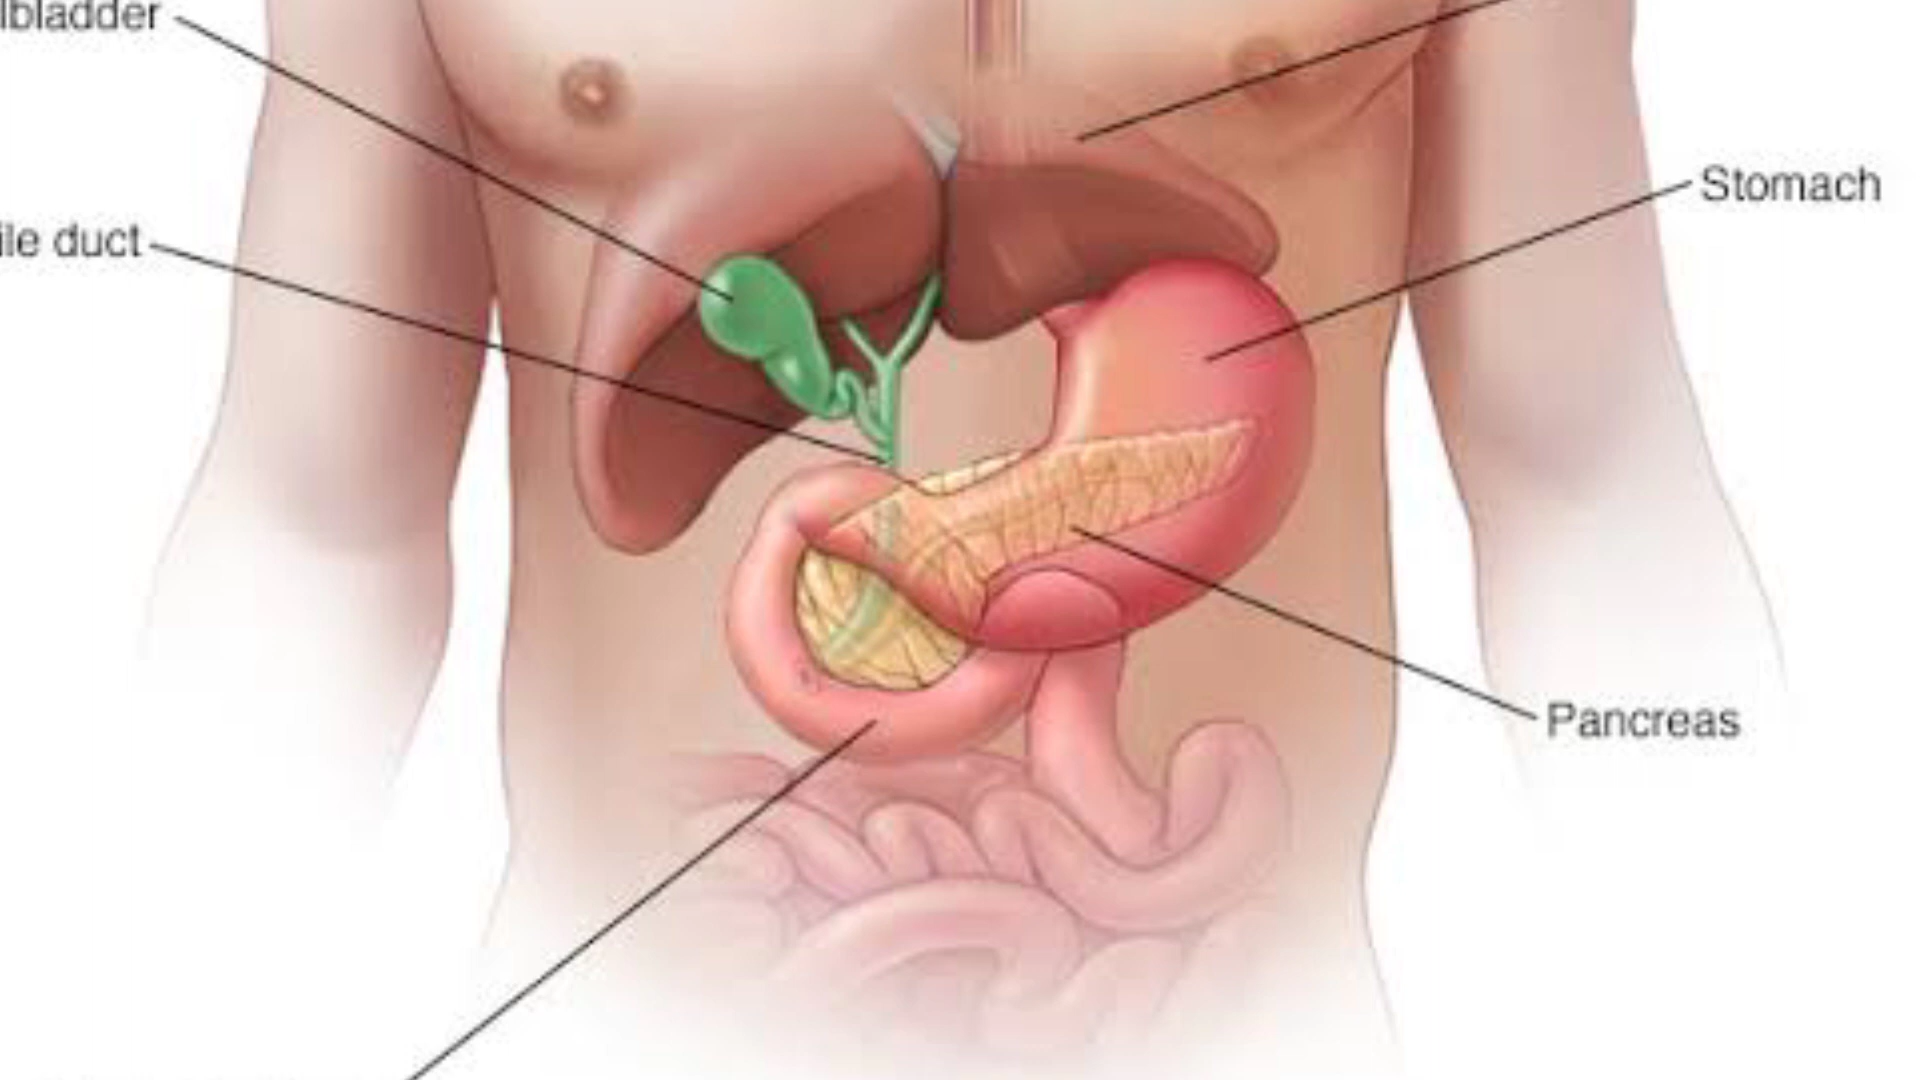 lbladder
ile duct
Stomach
Pancreas